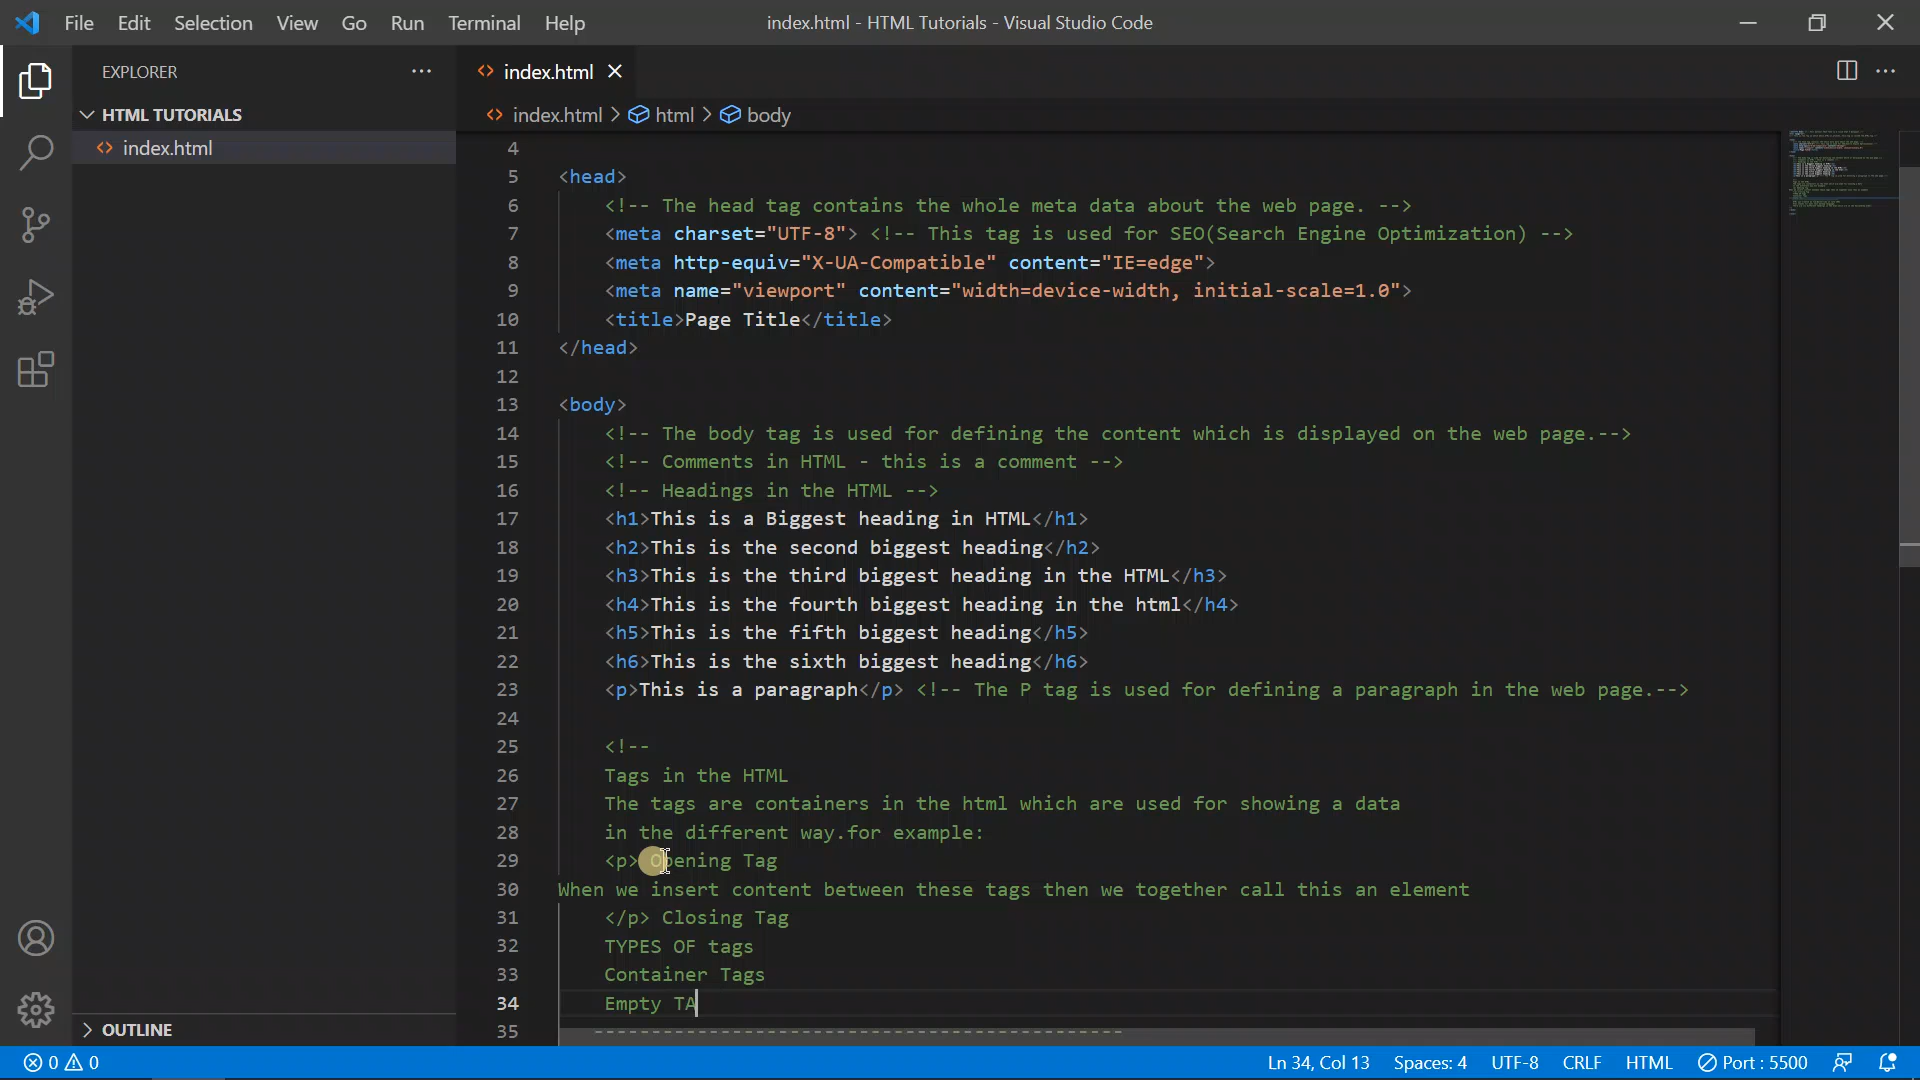 File Edit Selection View Go Run Terminal Help
index.html - HTML Tutorials - Visual Studio Code
EXPLORER
HTML TUTORIALS
index.html
OUTLINE
index.html
index.html > html > body
4
5 <head>
6 <!-- The head tag contains the whole meta data about the web page. -->
7 <meta charset="UTF-8"> <!-- This tag is used for SEO(Search Engine Optimization) -->
8 <meta http-equiv="X-UA-Compatible" content="IE=edge">
9 <meta name="viewport" content="width=device-width, initial-scale=1.0">
10 <title>Page Title</title>
11 </head>
12
13 <body>
14 <!-- The body tag is used for defining the content which is displayed on the web page.-->
15 <!-- Comments in HTML - this is a comment -->
16 <!-- Headings in the HTML -->
17 <h1>This is a Biggest heading in HTML</h1>
18 <h2>This is the second biggest heading</h2>
19 <h3>This is the third biggest heading in the HTML</h3>
20 <h4>This is the fourth biggest heading in the html</h4>
21 <h5>This is the fifth biggest heading</h5>
22 <h6>This is the sixth biggest heading</h6>
23 <p>This is a paragraph</p> <!-- The P tag is used for defining a paragraph in the web page.-->
24
25 <!--
26 Tags in the HTML
27 The tags are containers in the html which are used for showing a data
28 in the different way.for example:
29 <p> Opening Tag
30 When we insert content between these tags then we together call this an element
31 </p> Closing Tag
32 TYPES OF tags
33 Container Tags
34 Empty TA
35 ----------------------------------------------
0 0
Ln 34, Col 13 Spaces: 4 UTF-8 CRLF HTML Port : 5500